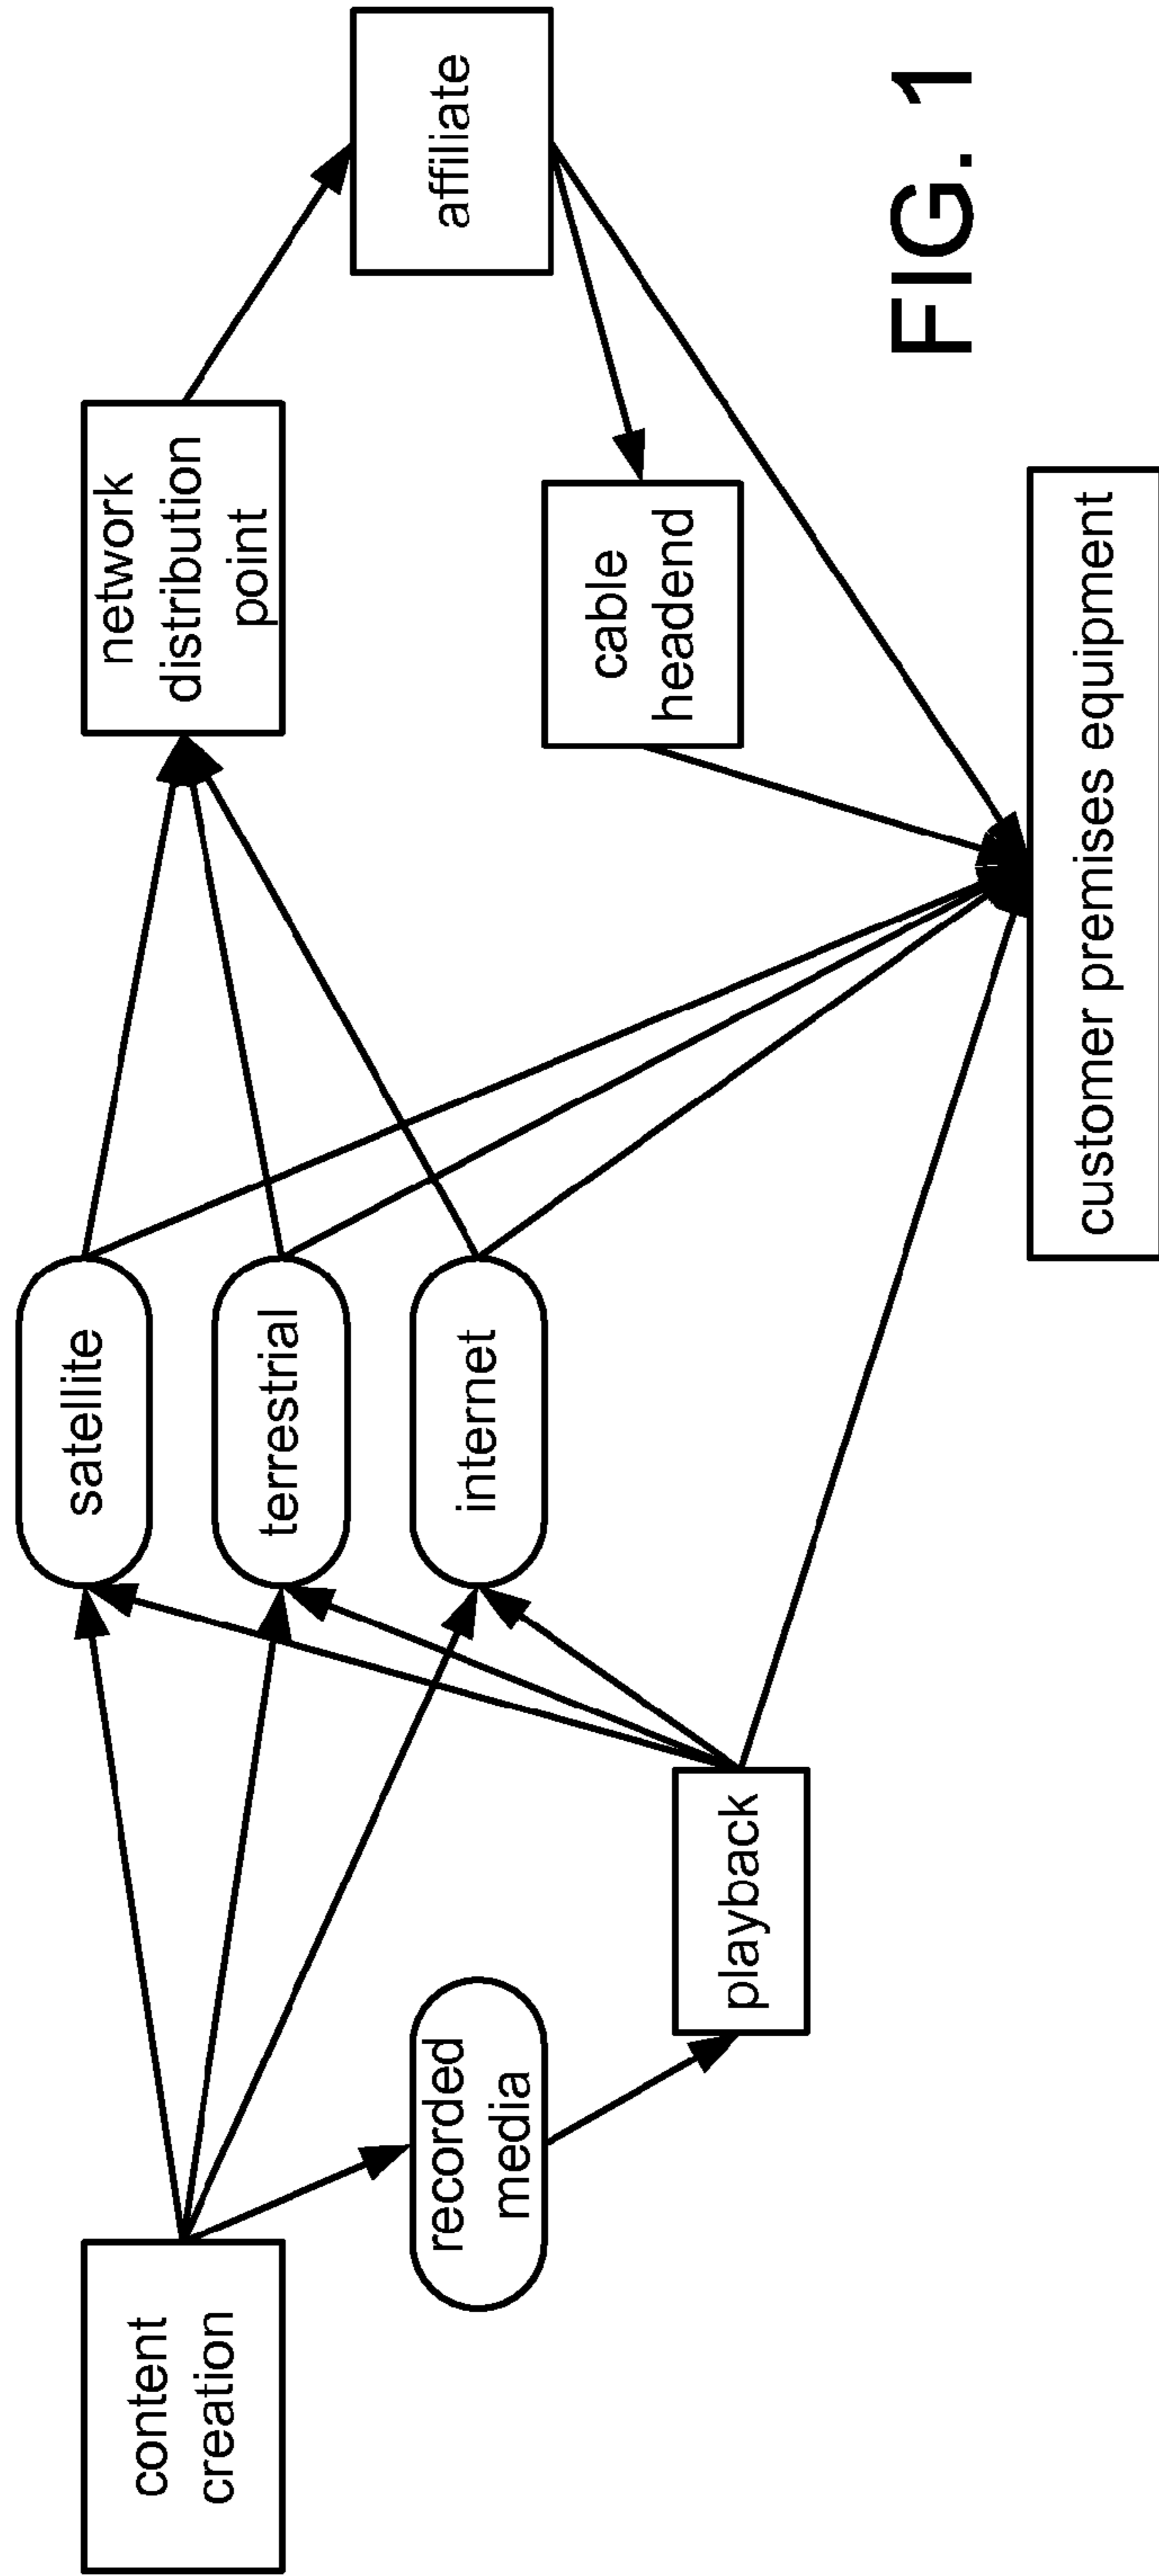 content
creation
recorded
media
playback
satellite
terrestrial
internet
network
distribution
point
affiliate
cable
headend
customer premises equipment
FIG. 1